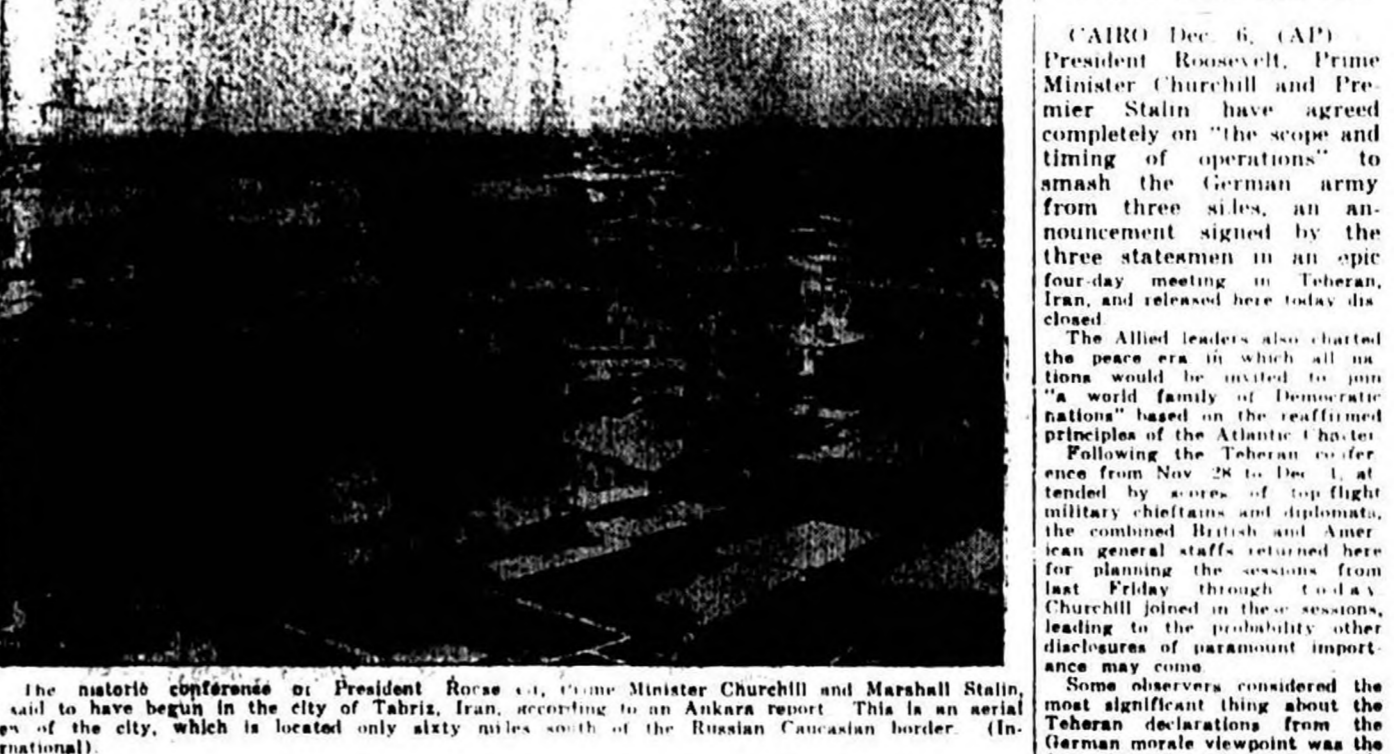 CAIRO Dec. 6, (AP)
President Roosevelt, Prime
Minister Churchill and Pre-
mier Stalin have agreed
completely on "the scope and
timing of operations" to
smash the German army
from three sides, an an-
nouncement signed by the
three statesmen in an epic
four-day meeting in Teheran,
Iran, and released here today dis
closed
The Allied leaders also charted
the peace era in which all na
tions would be invited to join
"a world family of Democratic
nations" based on the reaffirmed
principles of the Atlantic Charter
Following the Teheran confer
ence from Nov 28 to Dec 1, at
tended by scores of top flight
military chieftains and diplomats,
the combined British and Amer
ican general staffs returned here
for planning the sessions from
last Friday through today
Churchill joined in these sessions,
leading to the probability other
disclosures of paramount import-
ance may come
Some observers considered the
most significant thing about the
Teheran declarations from the
German morale viewpoint was the
The historic conference of President Minister Churchill and Marshall Stalin,
said to have begun in the city of Tabriz, Iran, according to an Ankara report This is an aerial
of the city, which is located only sixty miles south of the Russian Caucasian border. (In-
rnational).